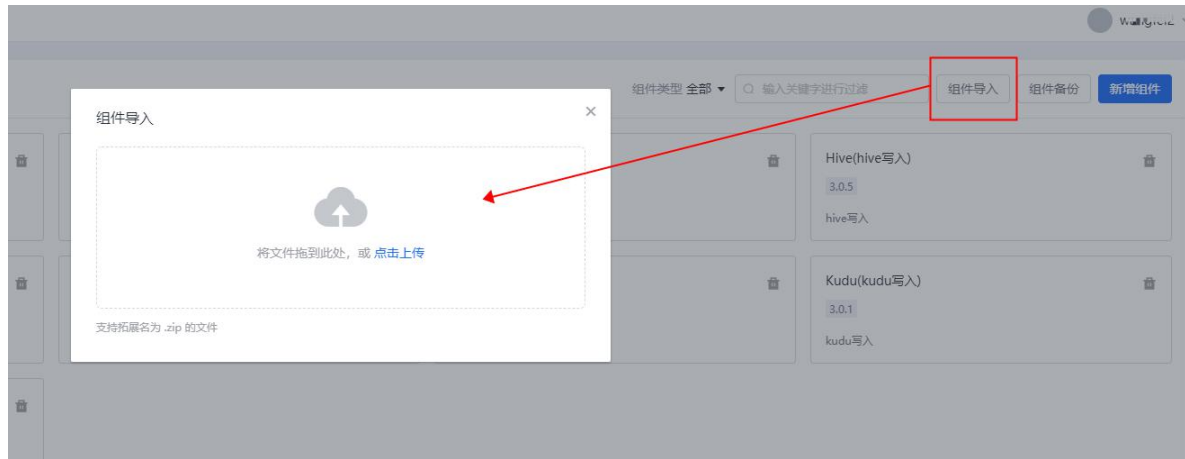 组件类型 全部
输入关键字进行过滤
组件导入
组件备份
新增组件
组件导入
将文件拖到此处，或 点击上传
支持拓展名为 .zip 的文件
Hive(hive写入)
3.0.5
hive写入
Kudu(kudu写入)
3.0.1
kudu写入